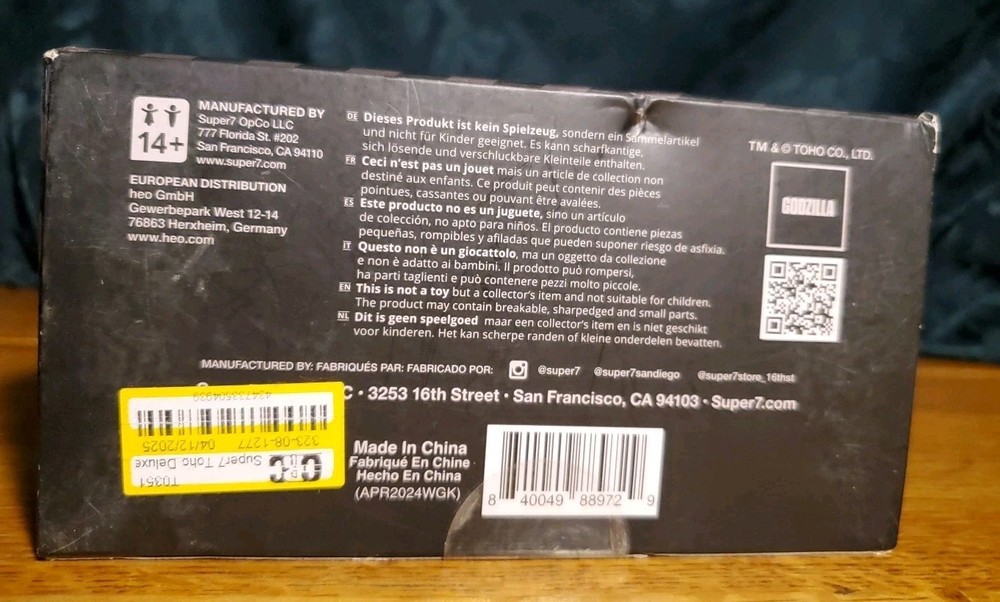 14+
MANUFACTURED BY
Super7 OpCo LLC
777 Florida St. #202
San Francisco, CA 94110
www.super7.com
EUROPEAN DISTRIBUTION
heo GmbH
Gewerbepark West 12-14
76863 Herxheim, Germany
www.heo.com
DE Dieses Produkt ist kein Spielzeug, sondern ein Sammelartikel
und nicht für Kinder geeignet. Es kann scharfkantige,
sich lösende und verschluckbare Kleinteile enthalten.
FR Ceci n'est pas un jouet mais un article de collection non
destiné aux enfants. Ce produit peut contenir des pièces
pointues, cassantes ou pouvant être avalées.
ES Este producto no es un juguete, sino un artículo
de colección, no apto para niños. El producto contiene piezas
pequeñas, rompibles y afiladas que pueden suponer riesgo de asfixia.
IT Questo non è un giocattolo, ma un oggetto da collezione
e non è adatto ai bambini. Il prodotto può rompersi,
ha parti taglienti e può contenere pezzi molto piccole.
EN This is not a toy but a collector's item and not suitable for children.
The product may contain breakable, sharpedged and small parts.
NL Dit is geen speelgoed maar een collector's item en is niet geschikt
voor kinderen. Het kan scherpe randen of kleine onderdelen bevatten.
TM & © TOHO CO., LTD.
GODZILLA
MANUFACTURED BY: FABRIQUÉS PAR: FABRICADO POR: @super7 @super7sandiego @super7store_16thst
C • 3253 16th Street • San Francisco, CA 94103 • Super7.com
T0351
Super7 Toho Deluxe
323-08-1277 04/12/2025
Made In China
Fabriqué En Chine
Hecho En China
(APR2024WGK)
8 40049 88972 9